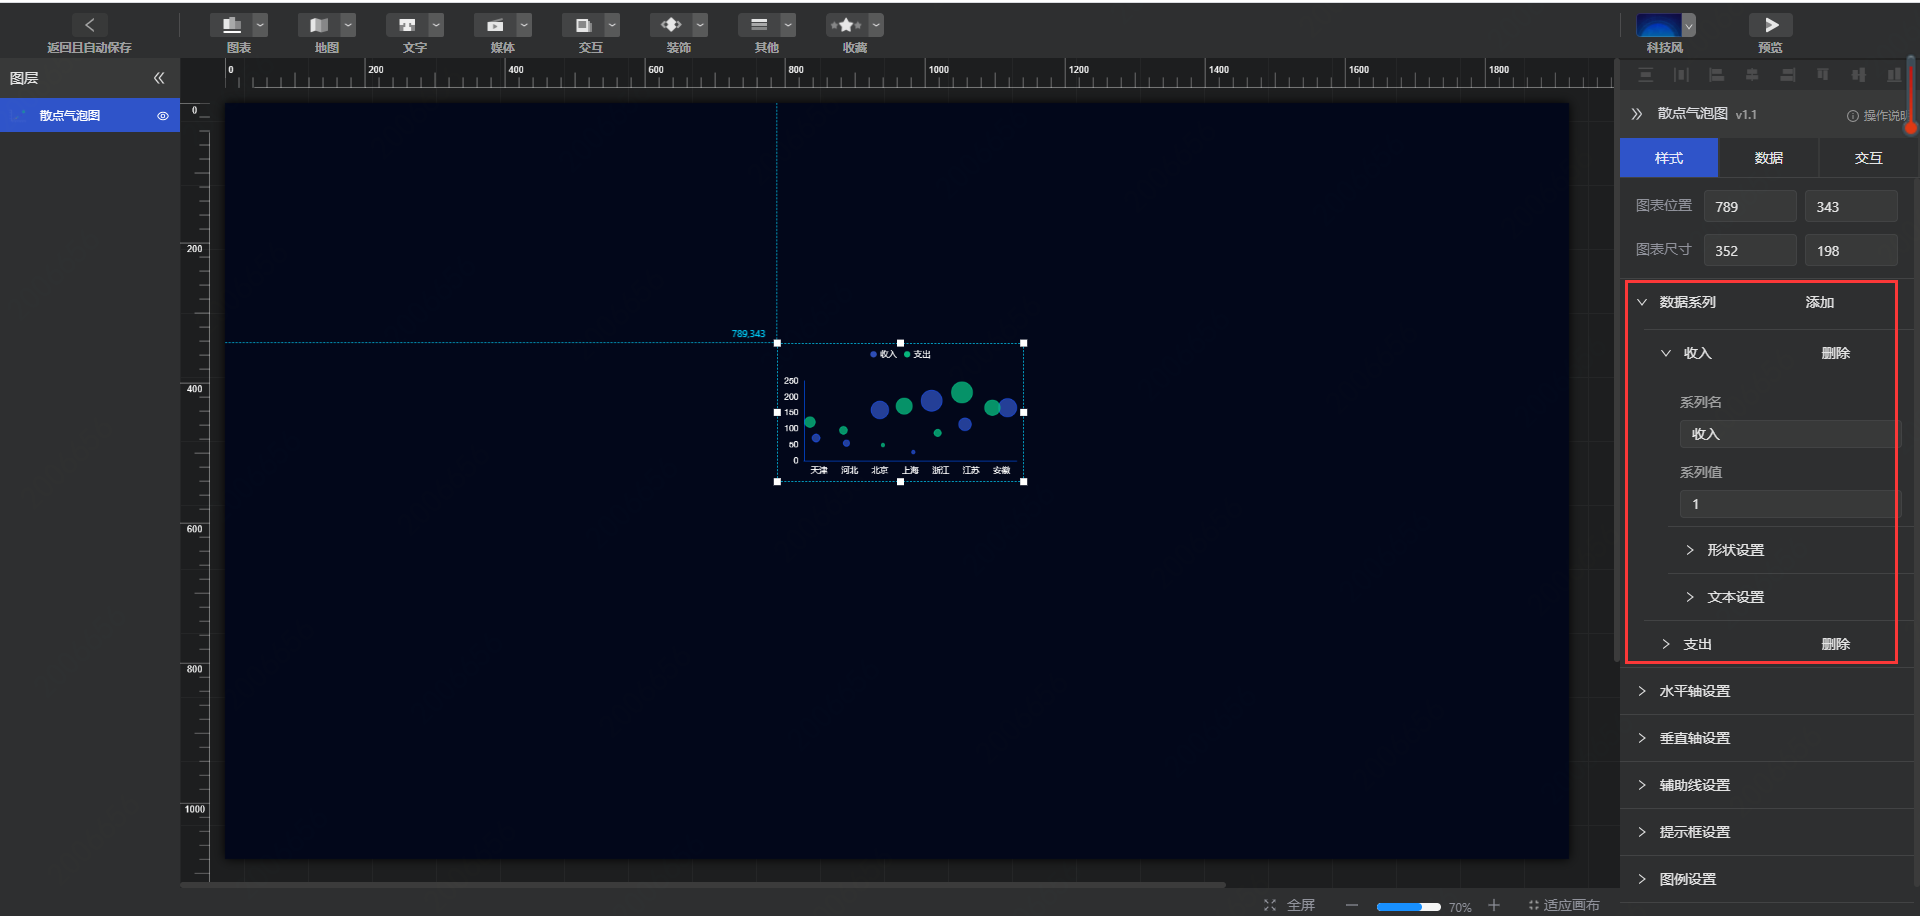 图表 地图 文字 媒体 交互 装饰 其他 收藏
返回且自动保存
科技风 预览
图层
散点气泡图
0 200 400 600 800 1000 1200 1400 1600 1800
0
200
400
600
800
1000
789,343
收入 支出
250
200
150
100
50
0
天津 河北 北京 上海 浙江 江苏 安徽
散点气泡图 v1.1 操作说明
样式 数据 交互
图表位置 789 343
图表尺寸 352 198
数据系列 添加
收入 删除
系列名
收入
系列值
1
形状设置
文本设置
支出 删除
水平轴设置
垂直轴设置
辅助线设置
提示框设置
图例设置
全屏 70% 适应画布